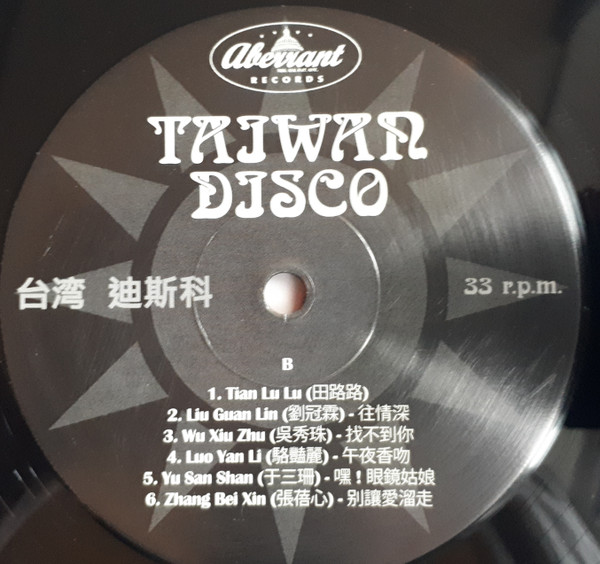 Aberrant
RECORDS
TAIWAN
DISCO
台湾 迪斯科
33 r.p.m.
B
1. Tian Lu Lu (田路路)
2. Liu Guan Lin (劉冠霖) - 往情深
3. Wu Xiu Zhu (吳秀珠) - 找不到你
4. Luo Yan Li (駱豔麗) - 午夜香吻
5. Yu San Shan (于三珊) - 嘿！眼鏡姑娘
6. Zhang Bei Xin (張蓓心) - 别讓愛溜走